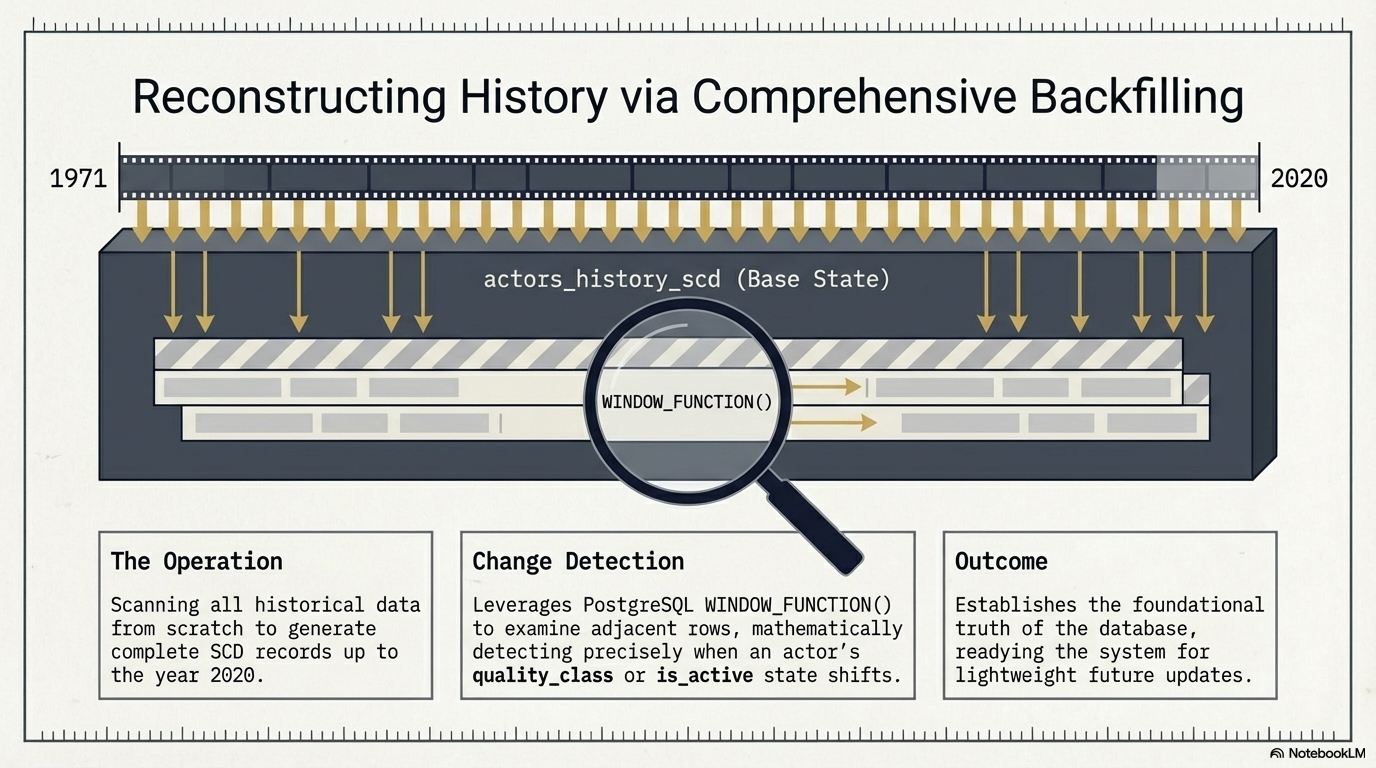 Reconstructing History via Comprehensive Backfilling
1971
2020
actors_history_scd (Base State)
WINDOW_FUNCTION()
The Operation
Scanning all historical data
from scratch to generate
complete SCD records up to
the year 2020.
Change Detection
Leverages PostgreSQL WINDOW_FUNCTION()
to examine adjacent rows, mathematically
detecting precisely when an actor’s
quality_class or is_active state shifts.
Outcome
Establishes the foundational
truth of the database,
readying the system for
lightweight future updates.
NotebookLM